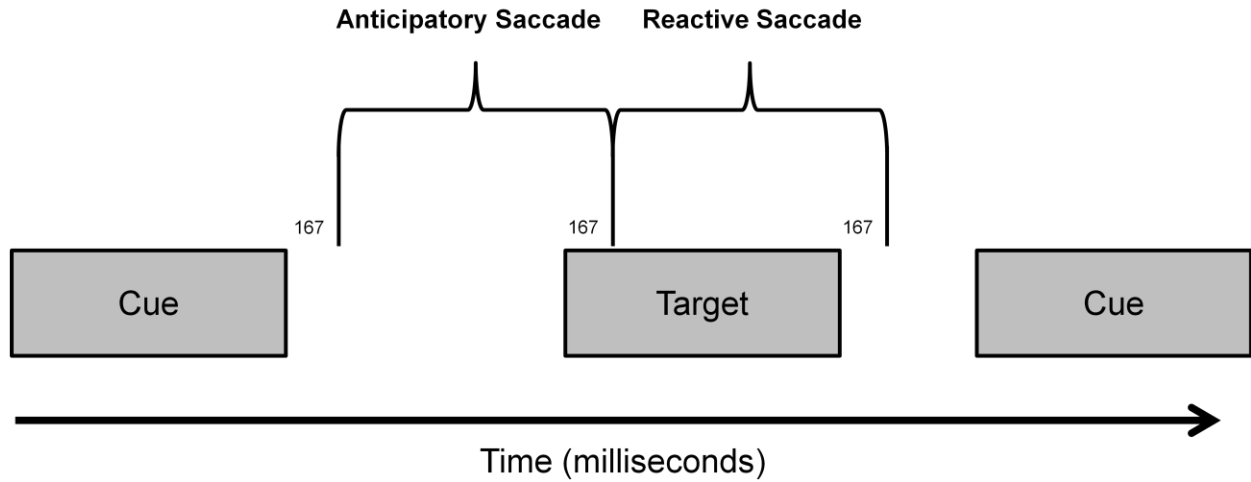 Anticipatory Saccade Reactive Saccade
167 167 167
Cue Target Cue
Time (milliseconds)